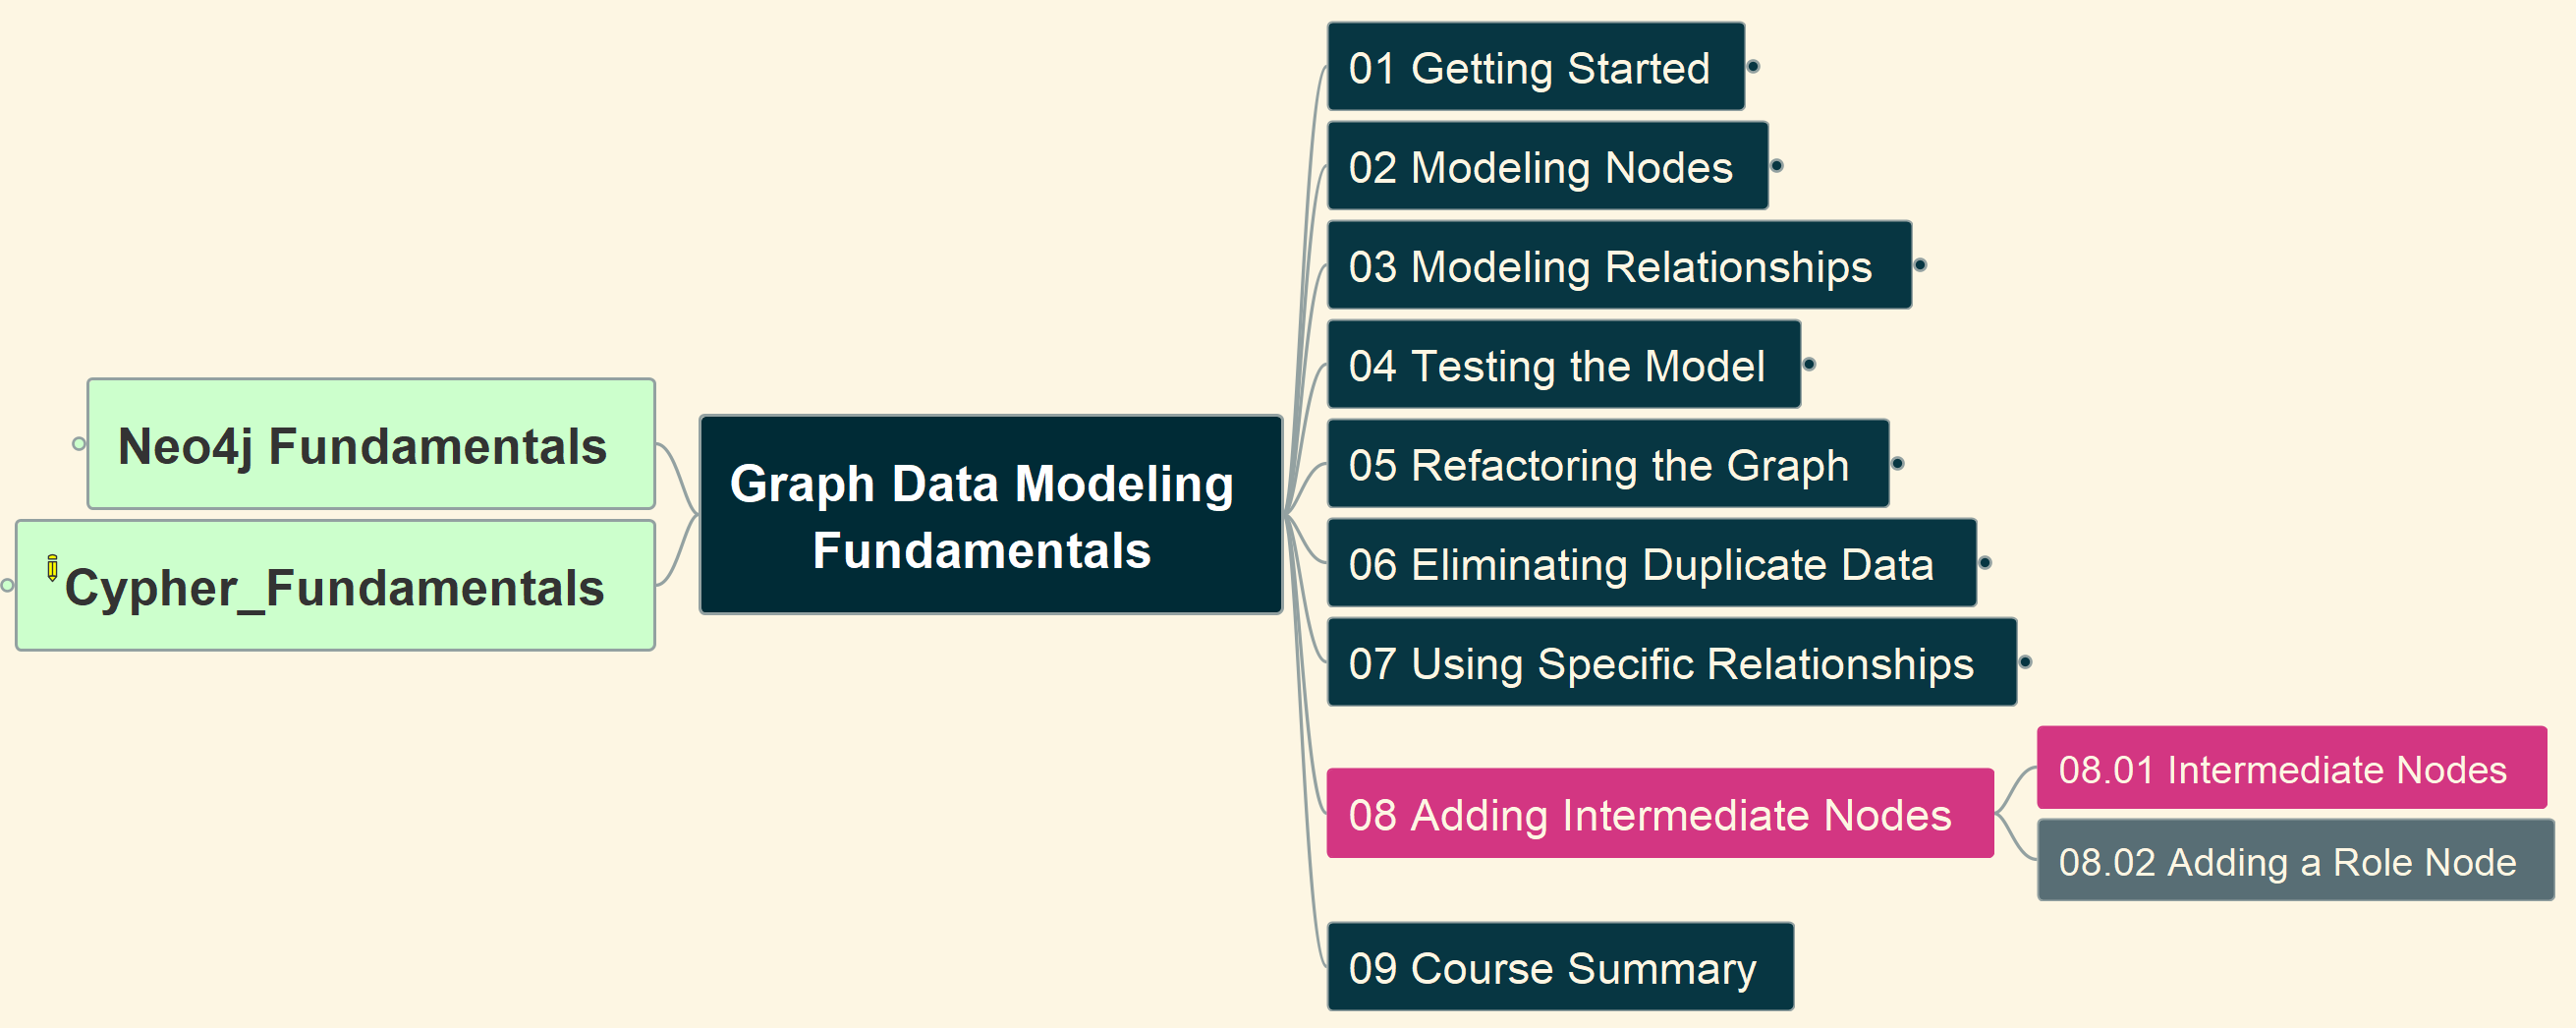 Neo4j Fundamentals
Cypher_Fundamentals
Graph Data Modeling
Fundamentals
01 Getting Started
02 Modeling Nodes
03 Modeling Relationships
04 Testing the Model
05 Refactoring the Graph
06 Eliminating Duplicate Data
07 Using Specific Relationships
08 Adding Intermediate Nodes
08.01 Intermediate Nodes
08.02 Adding a Role Node
09 Course Summary